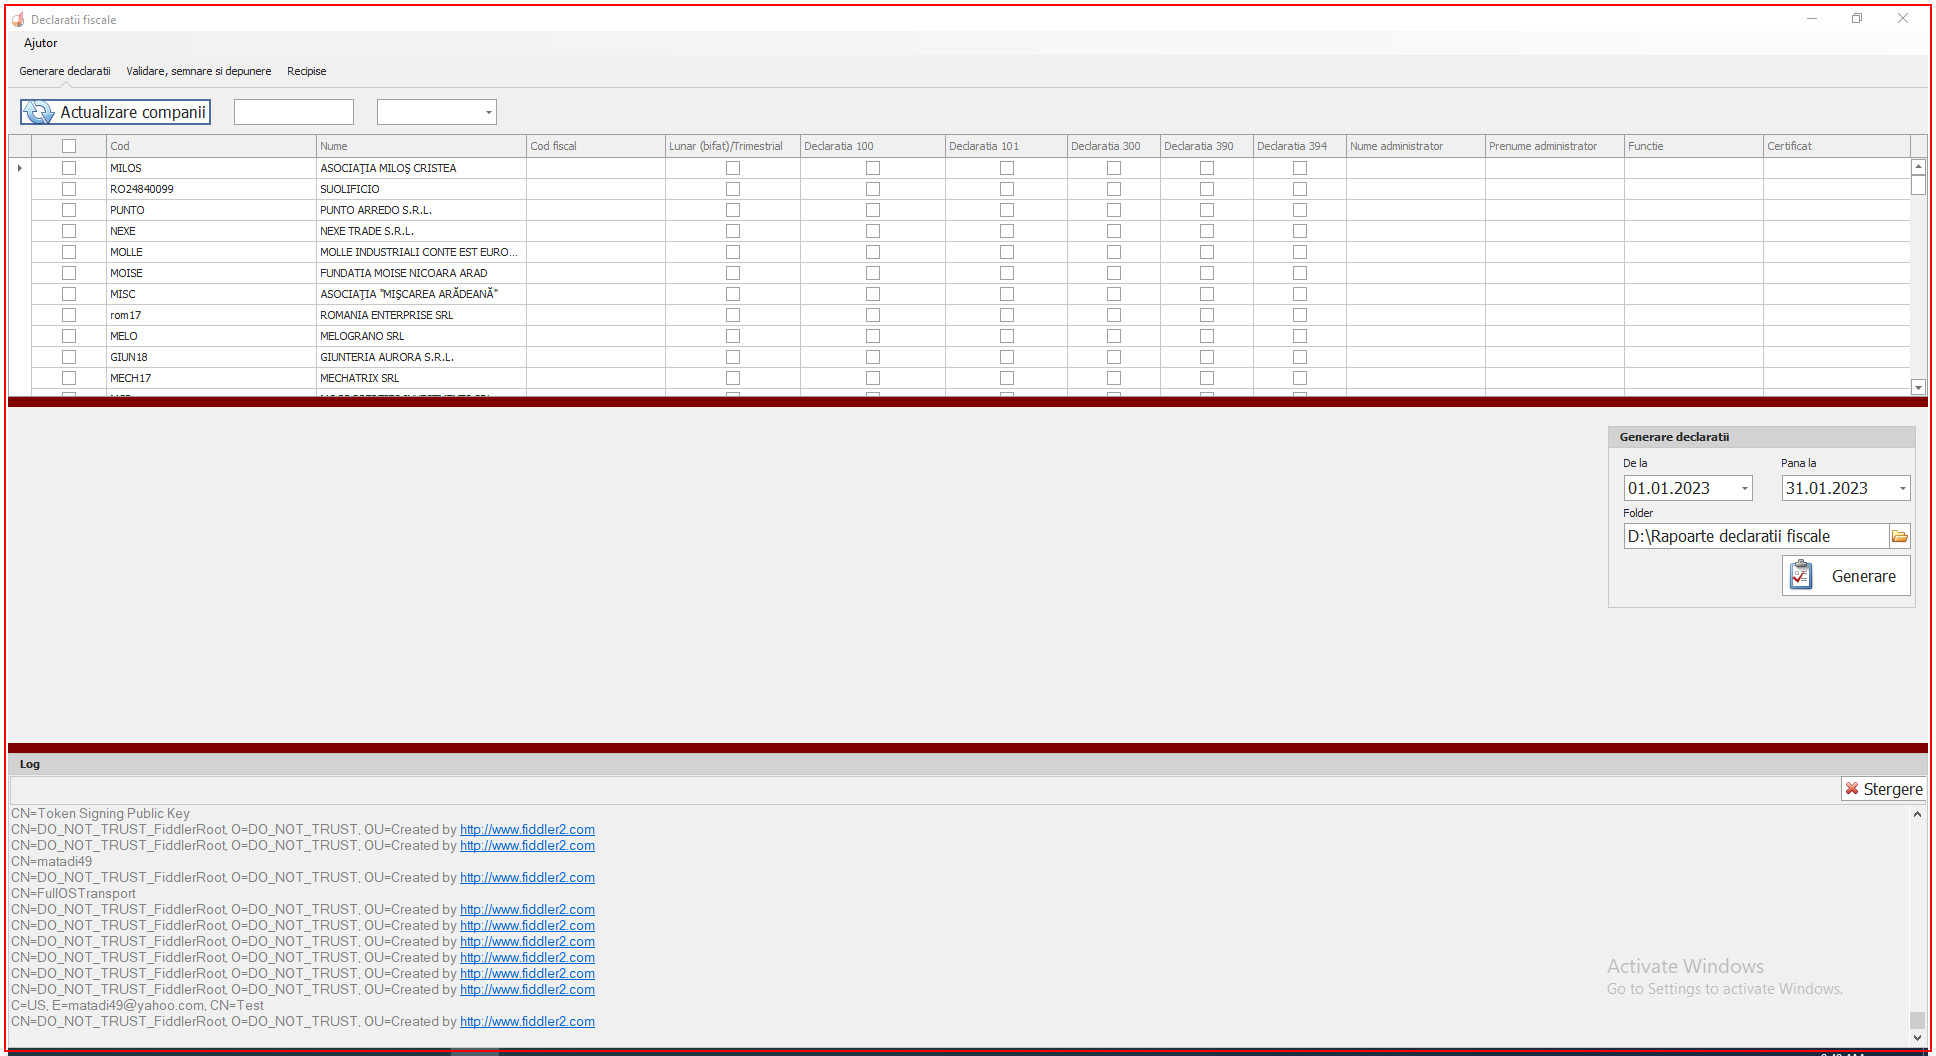 Declaratii fiscale
Ajutor
Generare declaratii Validare, semnare si depunere Recipise
Actualizare companii
Cod Nume Cod fiscal Lunar (bifat)/Trimestrial Declaratia 100 Declaratia 101 Declaratia 300 Declaratia 390 Declaratia 394 Nume administrator Prenume administrator Functie Certificat
MILOS ASOCIAŢIA MILOŞ CRISTEA
RO24840099 SUOLIFICIO
PUNTO PUNTO ARREDO S.R.L.
NEXE NEXE TRADE S.R.L.
MOLLE MOLLE INDUSTRIALI CONTE EST EURO...
MOISE FUNDATIA MOISE NICOARA ARAD
MISC ASOCIAŢIA "MIŞCAREA ARĂDEANĂ"
rom17 ROMANIA ENTERPRISE SRL
MELO MELOGRANO SRL
GIUN18 GIUNTERIA AURORA S.R.L.
MECH17 MECHATRIX SRL
Generare declaratii
De la Pana la
01.01.2023 31.01.2023
Folder
D:\Rapoarte declaratii fiscale
Generare
Log
Stergere
CN=Token Signing Public Key
CN=DO_NOT_TRUST_FiddlerRoot, O=DO_NOT_TRUST, OU=Created by http://www.fiddler2.com
CN=DO_NOT_TRUST_FiddlerRoot, O=DO_NOT_TRUST, OU=Created by http://www.fiddler2.com
CN=matadi49
CN=DO_NOT_TRUST_FiddlerRoot, O=DO_NOT_TRUST, OU=Created by http://www.fiddler2.com
CN=FullOSTransport
CN=DO_NOT_TRUST_FiddlerRoot, O=DO_NOT_TRUST, OU=Created by http://www.fiddler2.com
CN=DO_NOT_TRUST_FiddlerRoot, O=DO_NOT_TRUST, OU=Created by http://www.fiddler2.com
CN=DO_NOT_TRUST_FiddlerRoot, O=DO_NOT_TRUST, OU=Created by http://www.fiddler2.com
CN=DO_NOT_TRUST_FiddlerRoot, O=DO_NOT_TRUST, OU=Created by http://www.fiddler2.com
CN=DO_NOT_TRUST_FiddlerRoot, O=DO_NOT_TRUST, OU=Created by http://www.fiddler2.com
CN=DO_NOT_TRUST_FiddlerRoot, O=DO_NOT_TRUST, OU=Created by http://www.fiddler2.com
C=US, E=matadi49@yahoo.com, CN=Test
CN=DO_NOT_TRUST_FiddlerRoot, O=DO_NOT_TRUST, OU=Created by http://www.fiddler2.com
Activate Windows
Go to Settings to activate Windows.